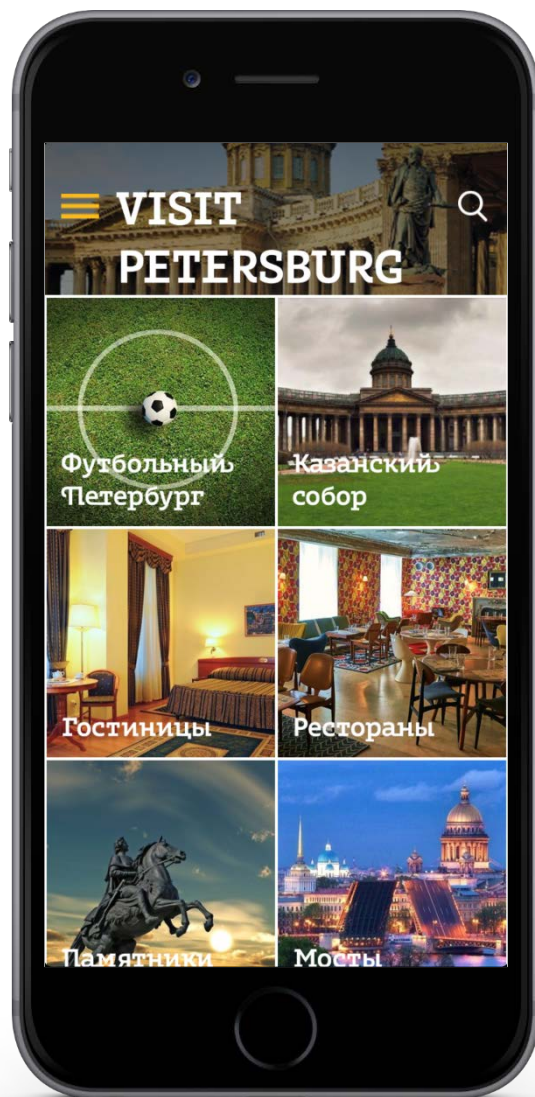 VISIT
PETERSBURG
Футбольный
Петербург
Казанский
собор
Гостиницы
Рестораны
Памятники
Мосты